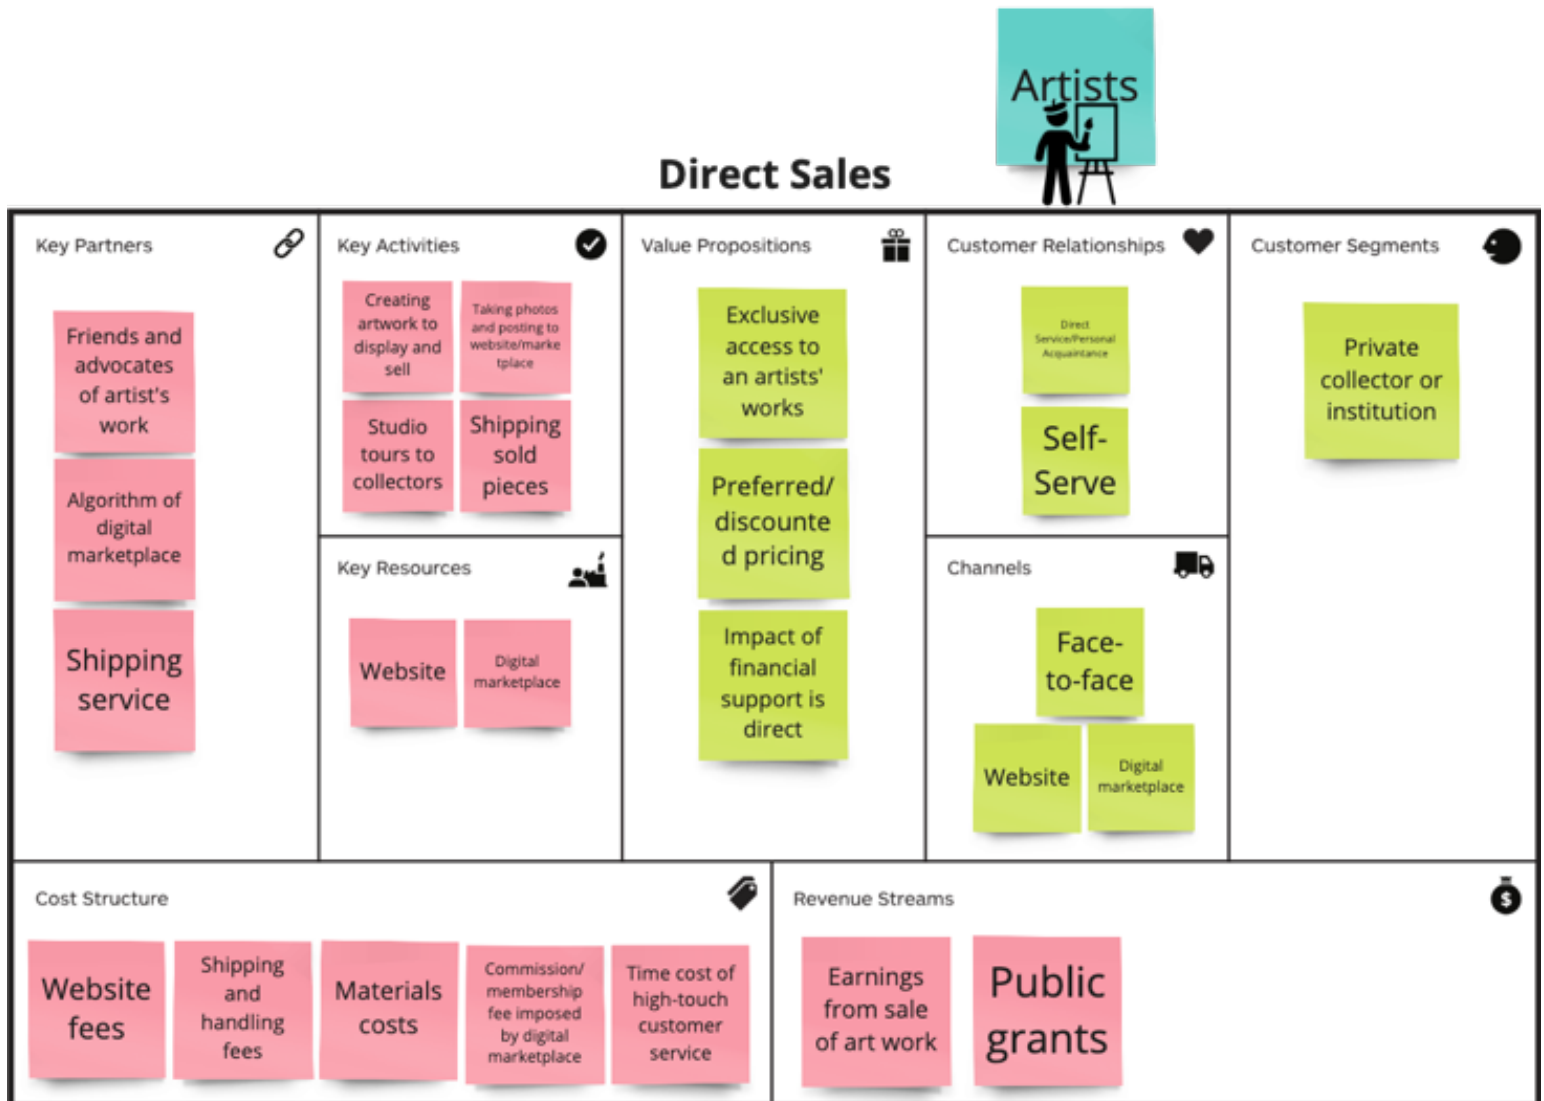 Artists
Direct Sales
Key Partners
Friends and
advocates
of artist's
work
Algorithm of
digital
marketplace
Shipping
service
Key Activities
Creating
artwork to
display and
sell
Taking photos
and posting to
website/marke
tplace
Studio
tours to
collectors
Shipping
sold
pieces
Key Resources
Website
Digital
marketplace
Value Propositions
Exclusive
access to
an artists'
works
Preferred/
discounte
d pricing
Impact of
financial
support is
direct
Customer Relationships
Direct
Service/Personal
Acquaintance
Self-
Serve
Channels
Face-
to-face
Website
Digital
marketplace
Customer Segments
Private
collector or
institution
Cost Structure
Website
fees
Shipping
and
handling
fees
Materials
costs
Commission/
membership
fee imposed
by digital
marketplace
Time cost of
high-touch
customer
service
Revenue Streams
$
Earnings
from sale
of art work
Public
grants